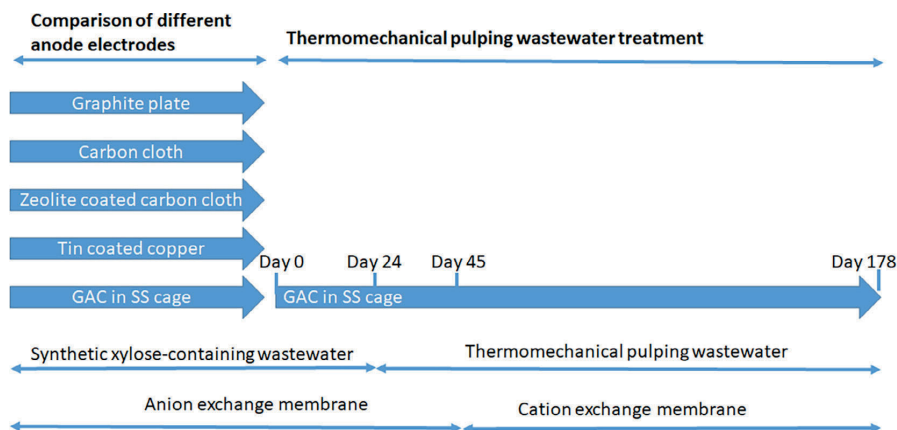 Comparison of different
anode electrodes
Thermomechanical pulping wastewater treatment
Graphite plate
Carbon cloth
Zeolite coated carbon cloth
Tin coated copper
Day 0
Day 24
Day 45
Day 178
GAC in SS cage
GAC in SS cage
Synthetic xylose-containing wastewater
Thermomechanical pulping wastewater
Anion exchange membrane
Cation exchange membrane